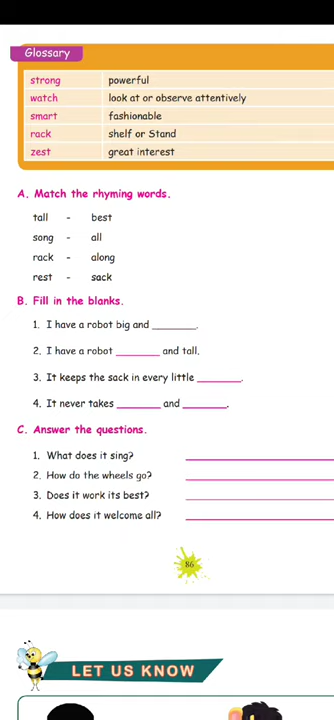 Glossary
strong powerful
watch look at or observe attentively
smart fashionable
rack shelf or Stand
zest great interest
A. Match the rhyming words.
tall - best
song - all
rack - along
rest - sack
B. Fill in the blanks.
1. I have a robot big and ________.
2. I have a robot ________ and tall.
3. It keeps the sack in every little ________.
4. It never takes ________ and ________.
C. Answer the questions.
1. What does it sing? ________
2. How do the wheels go? ________
3. Does it work its best? ________
4. How does it welcome all? ________
86
LET US KNOW